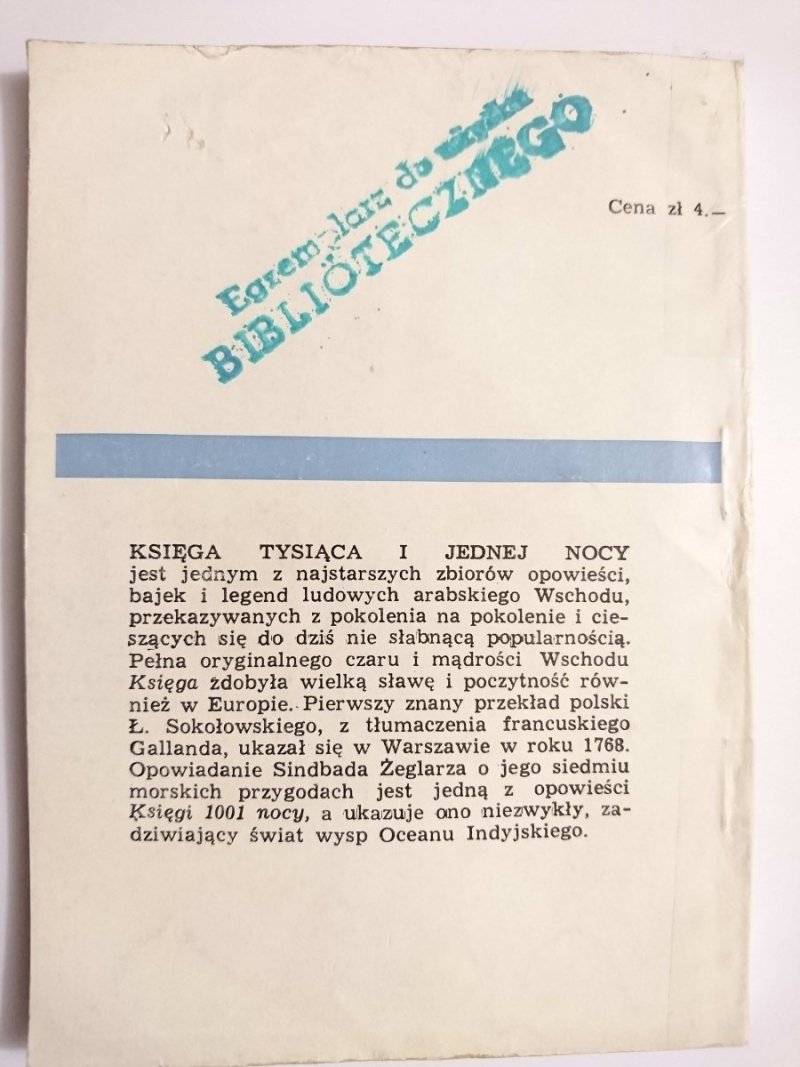 Egzemplarz do użytku
BIBLIOTECZNEGO
Cena zł 4.—
KSIĘGA TYSIĄCA I JEDNEJ NOCY
jest jednym z najstarszych zbiorów opowieści,
bajek i legend ludowych arabskiego Wschodu,
przekazywanych z pokolenia na pokolenie i cie-
szących się do dziś nie słabnącą popularnością.
Pełna oryginalnego czaru i mądrości Wschodu
Księga zdobyła wielką sławę i poczytność rów-
nież w Europie. Pierwszy znany przekład polski
Ł. Sokołowskiego, z tłumaczenia francuskiego
Gallanda, ukazał się w Warszawie w roku 1768.
Opowiadanie Sindbada Żeglarza o jego siedmiu
morskich przygodach jest jedną z opowieści
Księgi 1001 nocy, a ukazuje ono niezwykły, za-
dziwiający świat wysp Oceanu Indyjskiego.